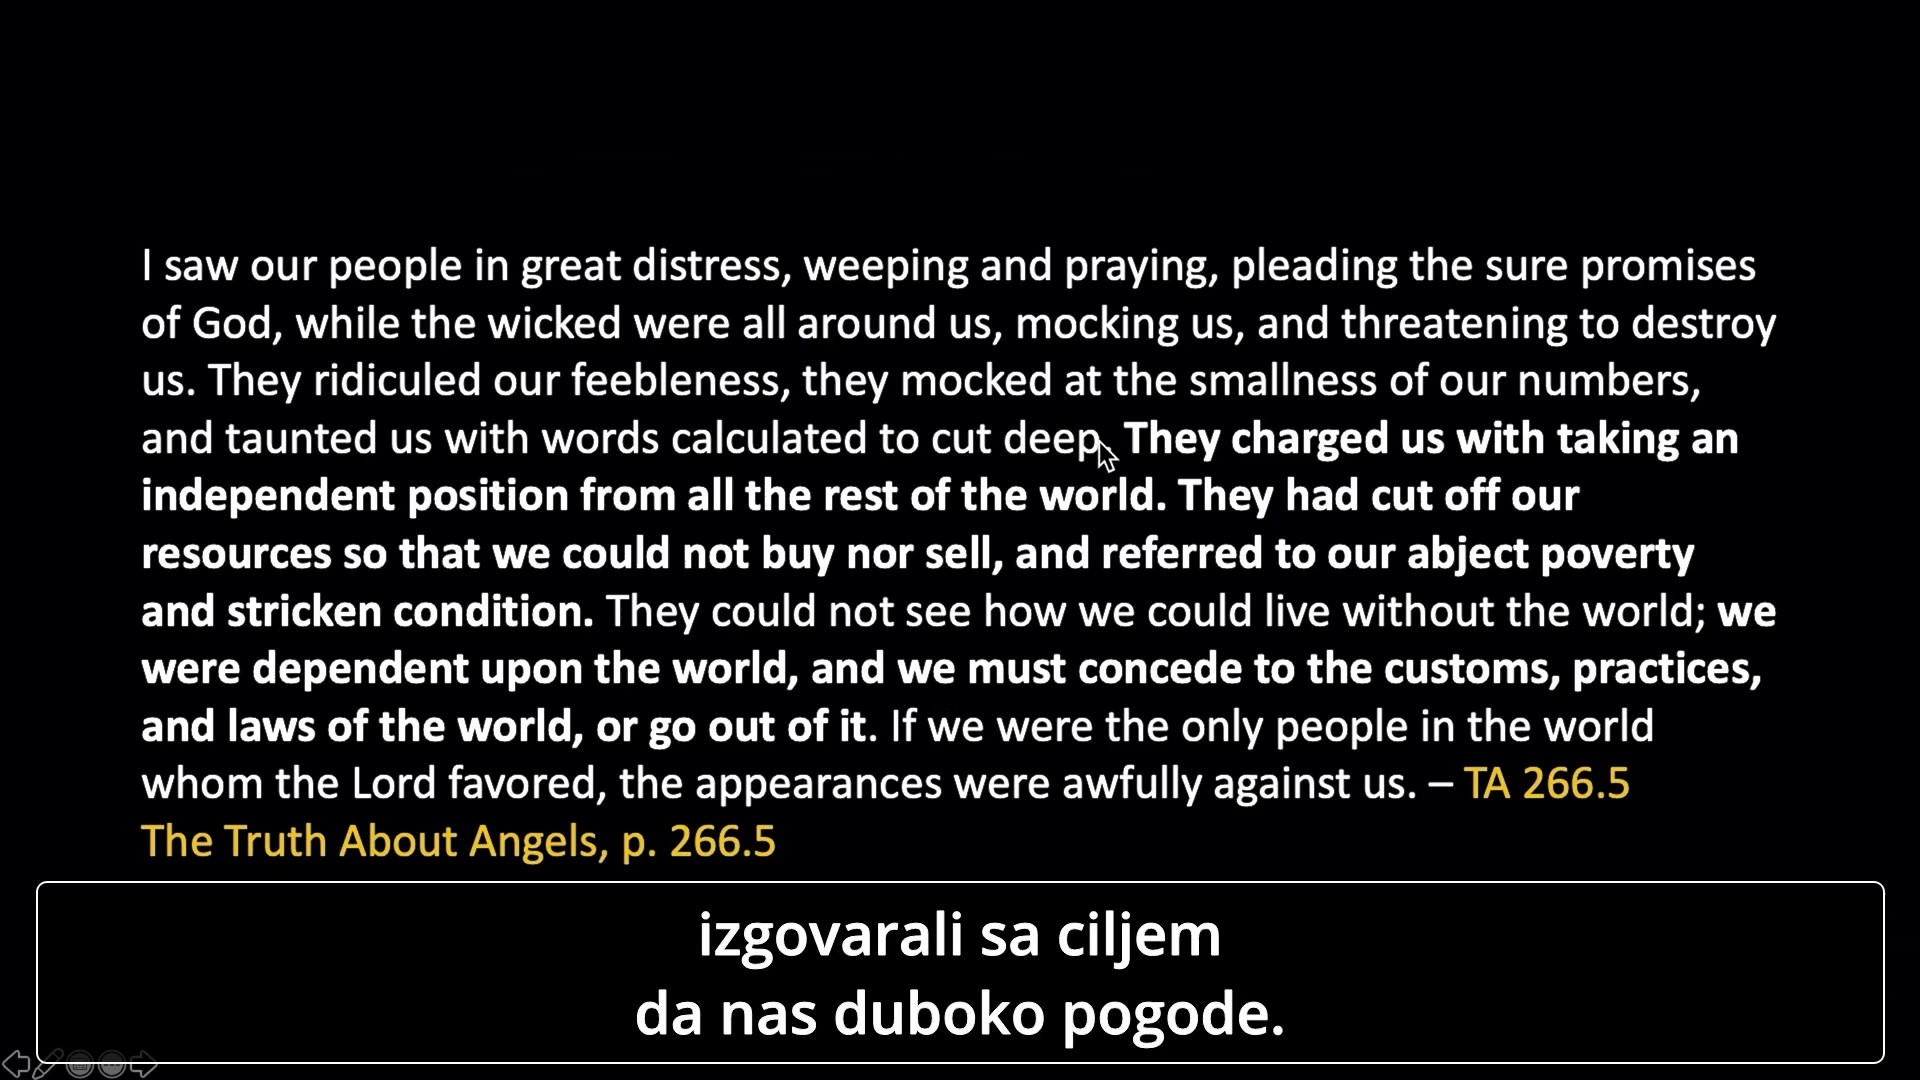 I saw our people in great distress, weeping and praying, pleading the sure promises
of God, while the wicked were all around us, mocking us, and threatening to destroy
us. They ridiculed our feebleness, they mocked at the smallness of our numbers,
and taunted us with words calculated to cut deep. They charged us with taking an
independent position from all the rest of the world. They had cut off our
resources so that we could not buy nor sell, and referred to our abject poverty
and stricken condition. They could not see how we could live without the world; we
were dependent upon the world, and we must concede to the customs, practices,
and laws of the world, or go out of it. If we were the only people in the world
whom the Lord favored, the appearances were awfully against us. – TA 266.5
The Truth About Angels, p. 266.5
izgovarali sa ciljem
da nas duboko pogode.